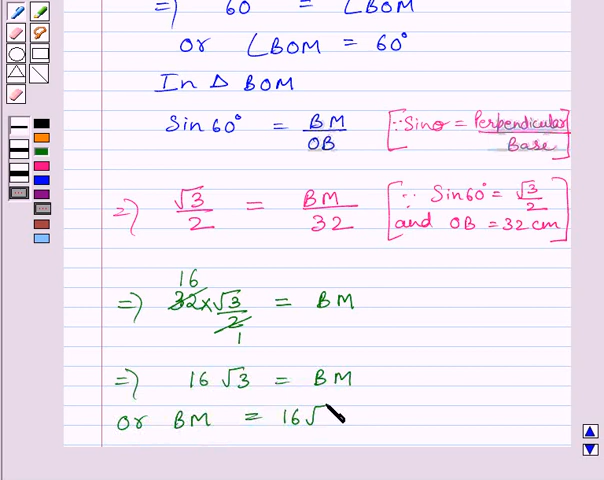 ⇒ 60 = ∠BOM
or ∠BOM = 60°
In Δ BOM
Sin 60° = BM/OB [∵ Sinθ = Perpendicular/Base]
⇒ √3/2 = BM/32 [∵ Sin60° = √3/2 and OB = 32 cm]
16
⇒ 32 × √3/2 = BM
1
⇒ 16 √3 = BM
or BM = 16√